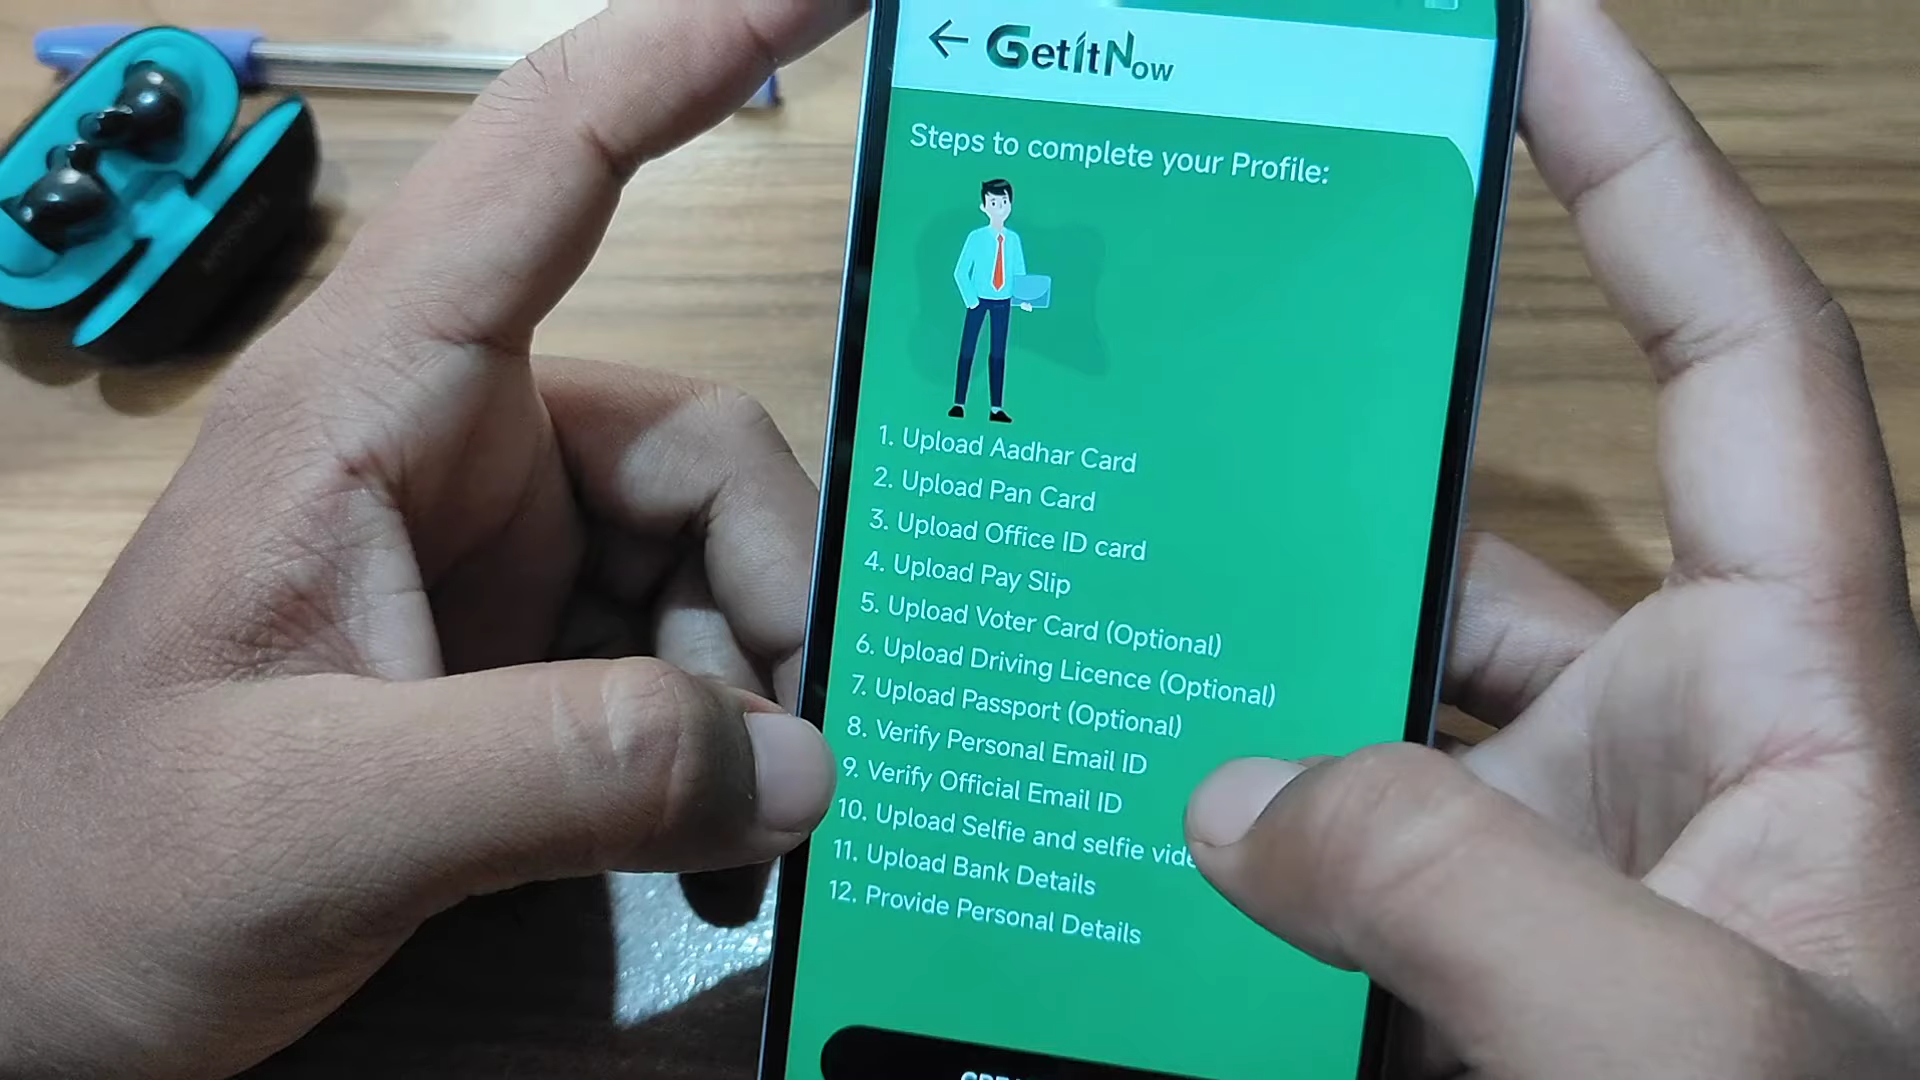 GetItNow
Steps to complete your Profile:
1. Upload Aadhar Card
2. Upload Pan Card
3. Upload Office ID card
4. Upload Pay Slip
5. Upload Voter Card (Optional)
6. Upload Driving Licence (Optional)
7. Upload Passport (Optional)
8. Verify Personal Email ID
9. Verify Official Email ID
10. Upload Selfie and selfie
11. Upload Bank Details
12. Provide Personal Details